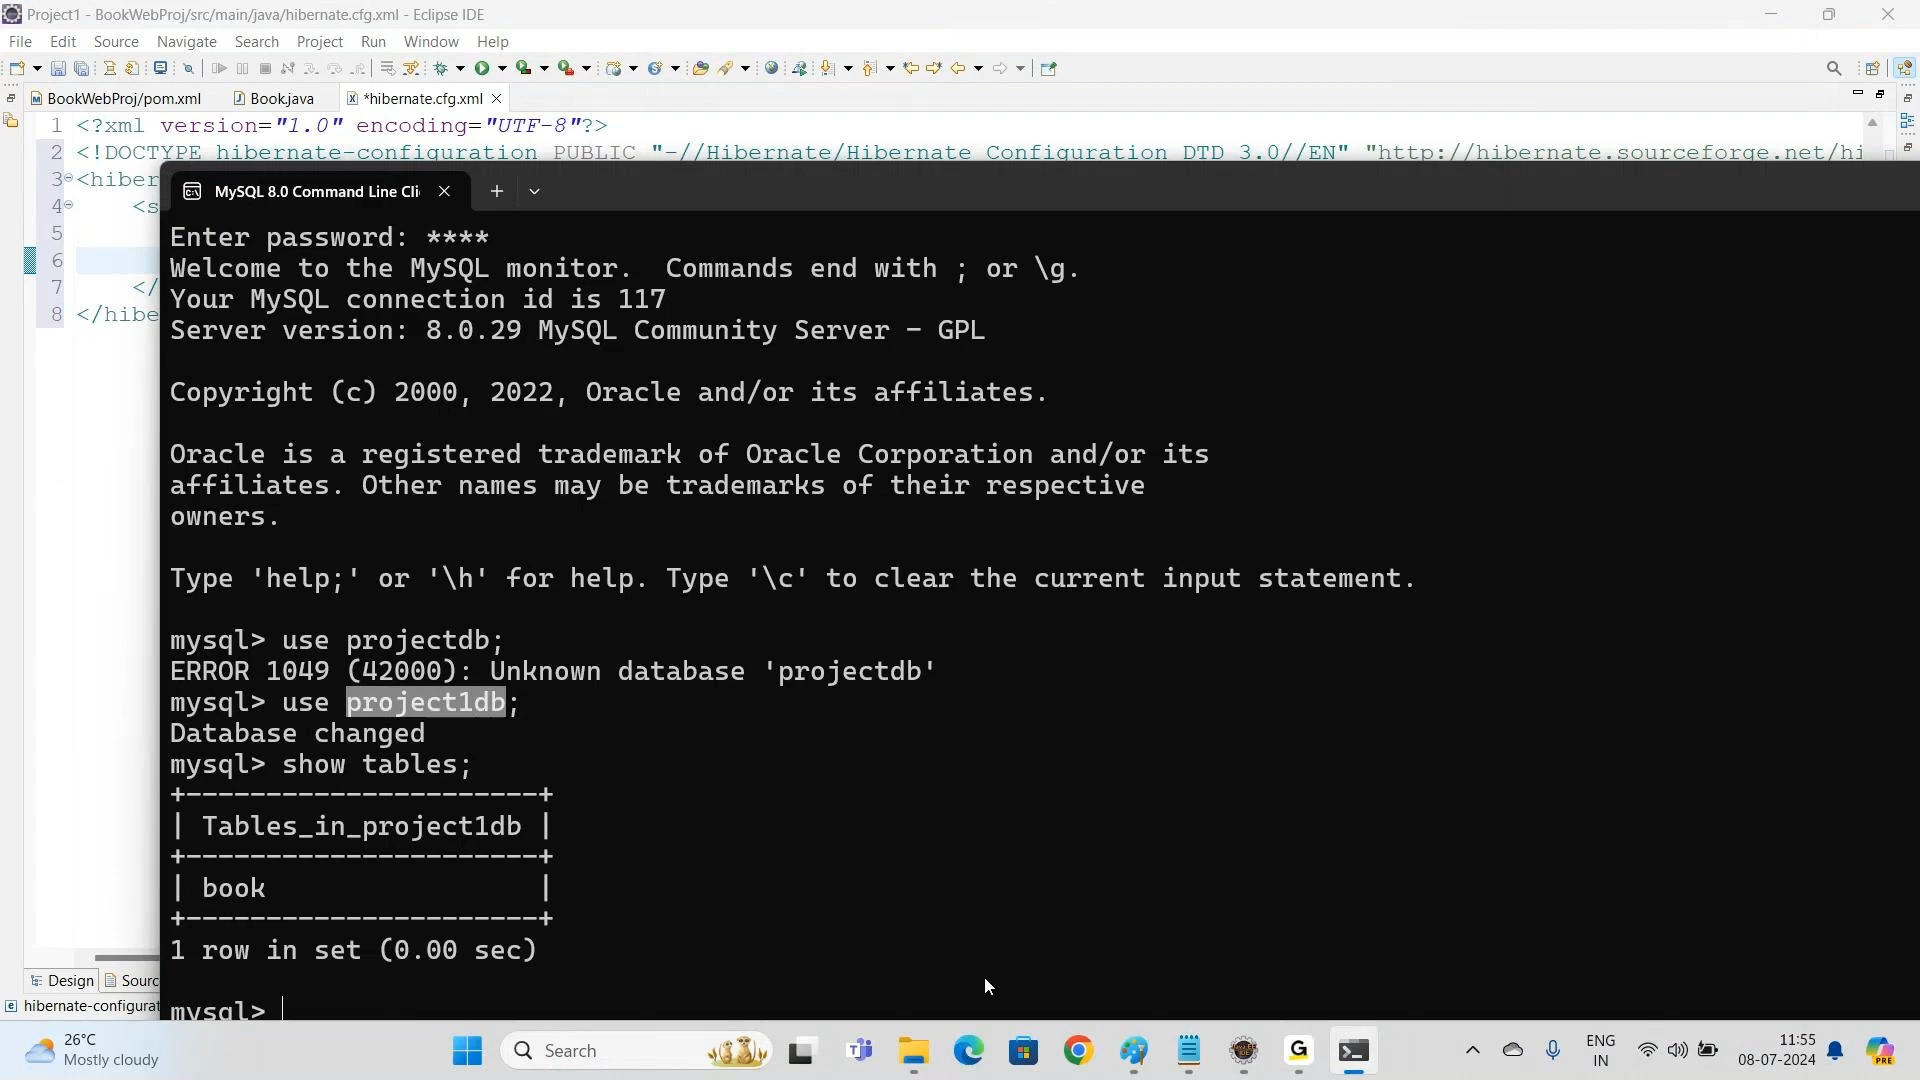 Project1 - BookWebProj/src/main/java/hibernate.cfg.xml - Eclipse IDE
File Edit Source Navigate Search Project Run Window Help
BookWebProj/pom.xml Book.java *hibernate.cfg.xml
1 <?xml version="1.0" encoding="UTF-8"?>
2 <!DOCTYPE hibernate-configuration PUBLIC "-//Hibernate/Hibernate Configuration DTD 3.0//EN" "http://hibernate.sourceforge.net/hi
3 <hiber
4 <s
5
6
7 </
8 </hibe
MySQL 8.0 Command Line Cli
Enter password: ****
Welcome to the MySQL monitor.  Commands end with ; or \g.
Your MySQL connection id is 117
Server version: 8.0.29 MySQL Community Server - GPL
Copyright (c) 2000, 2022, Oracle and/or its affiliates.
Oracle is a registered trademark of Oracle Corporation and/or its
affiliates. Other names may be trademarks of their respective
owners.
Type 'help;' or '\h' for help. Type '\c' to clear the current input statement.
mysql> use projectdb;
ERROR 1049 (42000): Unknown database 'projectdb'
mysql> use project1db;
Database changed
mysql> show tables;
+----------------------+
| Tables_in_project1db |
+----------------------+
| book                 |
+----------------------+
1 row in set (0.00 sec)
mysql>
Design Sourc
hibernate-configurat
26°C
Mostly cloudy
Search
ENG
IN
11:55
08-07-2024
PRE